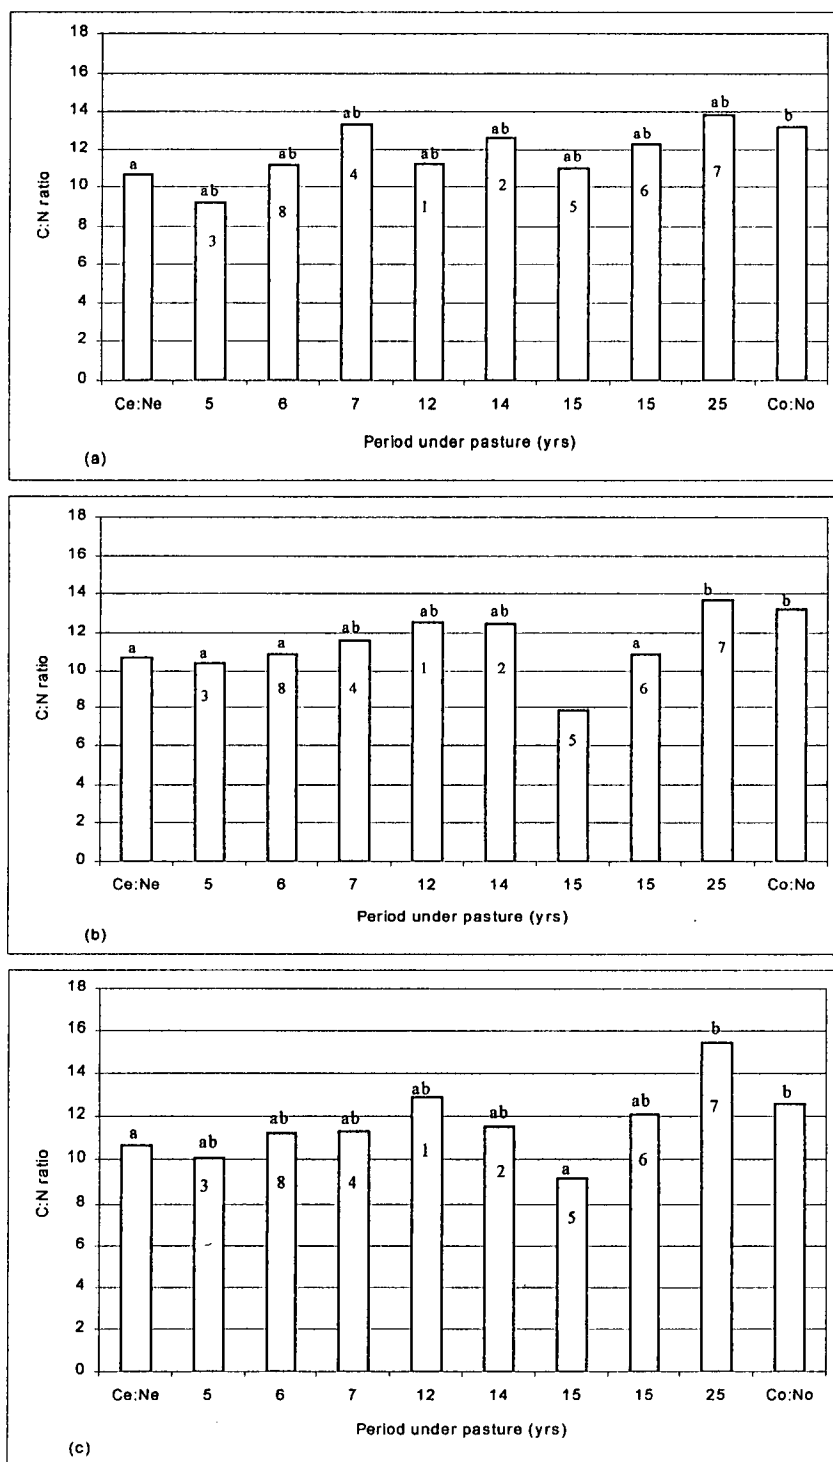 18
16
14
12
10
8
6
4
2
0
C:N ratio
a
ab
ab
ab
ab
ab
ab
ab
ab
b
3
8
4
1
2
5
6
7
Ce:Ne 5 6 7 12 14 15 15 25 Co:No
Period under pasture (yrs)
(a)
18
16
14
12
10
8
6
4
2
0
C:N ratio
a
a
a
ab
ab
ab
a
b
b
3
8
4
1
2
5
6
7
Ce:Ne 5 6 7 12 14 15 15 25 Co:No
Period under pasture (yrs)
(b)
18
16
14
12
10
8
6
4
2
0
C:N ratio
a
ab
ab
ab
ab
ab
a
ab
b
b
3
8
4
1
2
5
6
7
Ce:Ne 5 6 7 12 14 15 15 25 Co:No
Period under pasture (yrs)
(c)